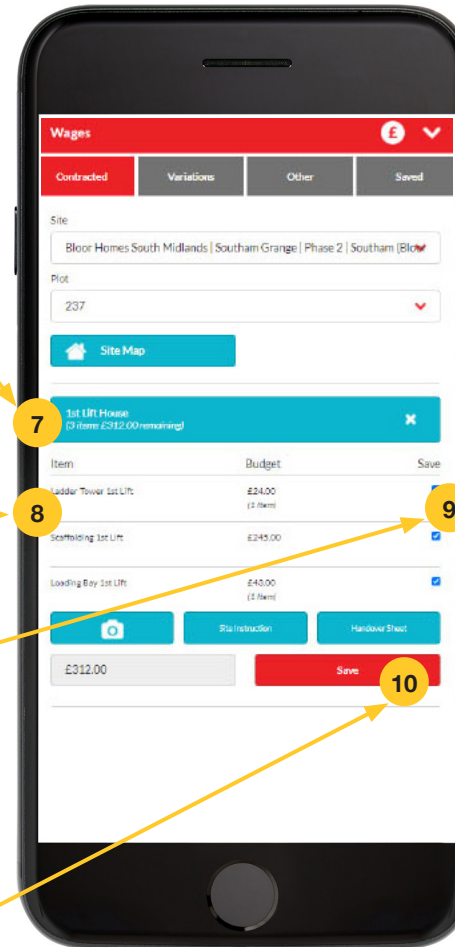 Wages £
Contracted Variations Other Saved
Site
Bloor Homes South Midlands | Southam Grange | Phase 2 | Southam (Bloor
Plot
237
Site Map
7
1st Lift House
(3 items £312.00 remaining)
Item Budget Save
8
Ladder Tower 1st Lift £24.00
(1 item)
9
Scaffolding 1st Lift £245.00
Loading Bay 1st Lift £43.00
(1 item)
Site Instruction Handover Sheet
£312.00 Save
10